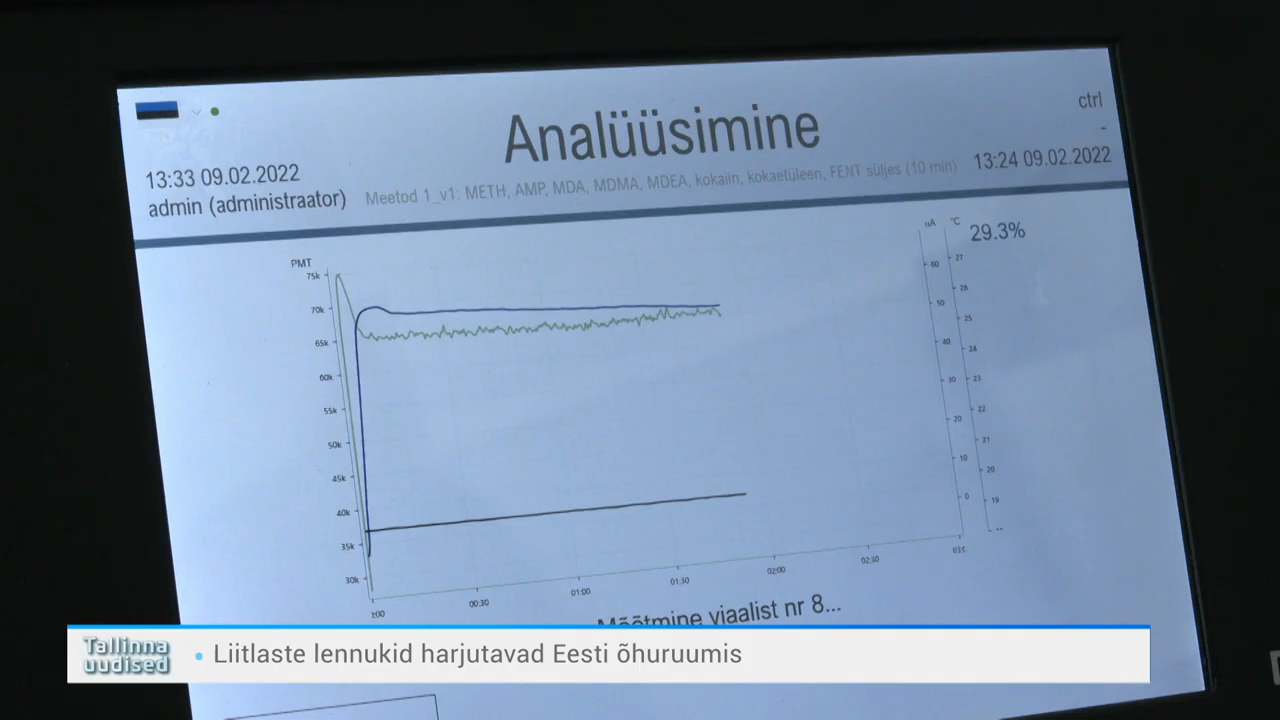 Analüüsimine
ctrl
-
13:33 09.02.2022
13:24 09.02.2022
admin (administraator)
Meetod 1_v1: METH, AMP, MDA, MDMA, MDEA, kokaiin, kokaetüleen, FENT süljes (10 min)
PMT
uA
°C
29.3%
75k
70k
65k
60k
55k
50k
45k
40k
35k
30k
60
50
40
30
20
10
0
27
26
25
24
23
22
21
20
19
--
00:30
01:00
01:30
02:00
02:30
Mõõtmine viaalist nr 8...
Tallinna
uudised
• Liitlaste lennukid harjutavad Eesti õhuruumis